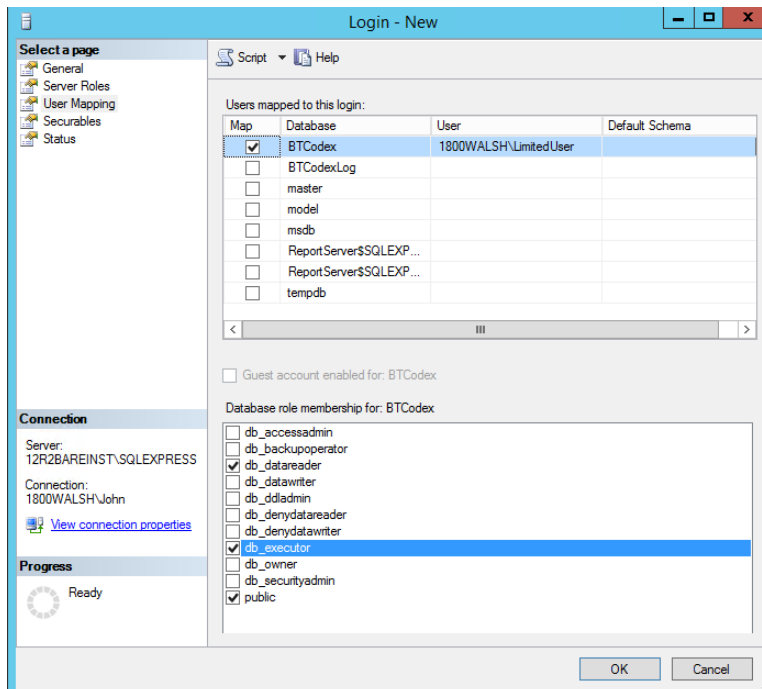 Login - New
Select a page
General
Server Roles
User Mapping
Securables
Status
Script Help
Users mapped to this login:
Map Database User Default Schema
BTCodex 1800WALSH\LimitedUser
BTCodexLog
master
model
msdb
ReportServer$SQLEXP...
ReportServer$SQLEXP...
tempdb
Guest account enabled for: BTCodex
Database role membership for: BTCodex
db_accessadmin
db_backupoperator
db_datareader
db_datawriter
db_ddladmin
db_denydatareader
db_denydatawriter
db_executor
db_owner
db_securityadmin
public
Connection
Server:
12R2BAREINST\SQLEXPRESS
Connection:
1800WALSH\John
View connection properties
Progress
Ready
OK Cancel